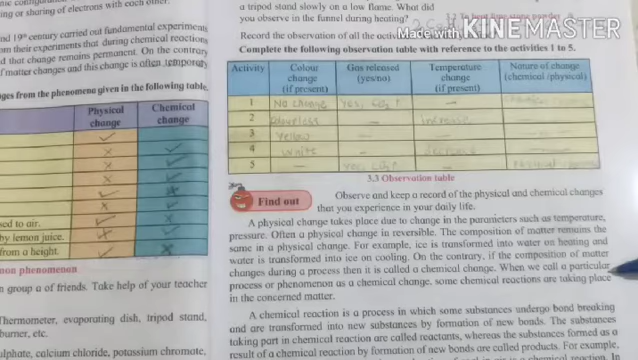 Made with KINEMASTER
ing or sharing of electrons with each other.
nd 19th century carried out fundamental experiments
om their experiments that during chemical reactions
d that change remains permanent. On the contrary
f matter changes and this change is often temporary
ges from the phenomena given in the following table.
Physical change
Chemical change
sed to air.
by lemon juice.
from a height.
non phenomenon
n group a of friends. Take help of your teacher
Thermometer, evaporating dish, tripod stand,
burner, etc.
ulphate, calcium chloride, potassium chromate,
a tripod stand slowly on a low flame. What did
you observe in the funnel during heating?
Record the observation of all the
Complete the following observation table with reference to the activities 1 to 5.
Activity
Colour change (if present)
Gas released (yes/no)
Temperature change (if present)
Nature of change (chemical /physical)
1 No change yes, CO2 ↑ –
2 increase
3 yellow – –
4 white – decrease
5 – –
3.3 Observation table
Find out
Observe and keep a record of the physical and chemical changes
that you experience in your daily life.
A physical change takes place due to change in the parameters such as temperature,
pressure. Often a physical change in reversible. The composition of matter remains the
same in a physical change. For example, ice is transformed into water on heating and
water is transformed into ice on cooling. On the contrary, if the composition of matter
changes during a process then it is called a chemical change. When we call a particular
process or phenomenon as a chemical change, some chemical reactions are taking place
in the concerned matter.
A chemical reaction is a process in which some substances undergo bond breaking
and are transformed into new substances by formation of new bonds. The substances
taking part in chemical reaction are called reactants, whereas the substances formed as a
result of a chemical reaction by formation of new bonds are called products. For example,